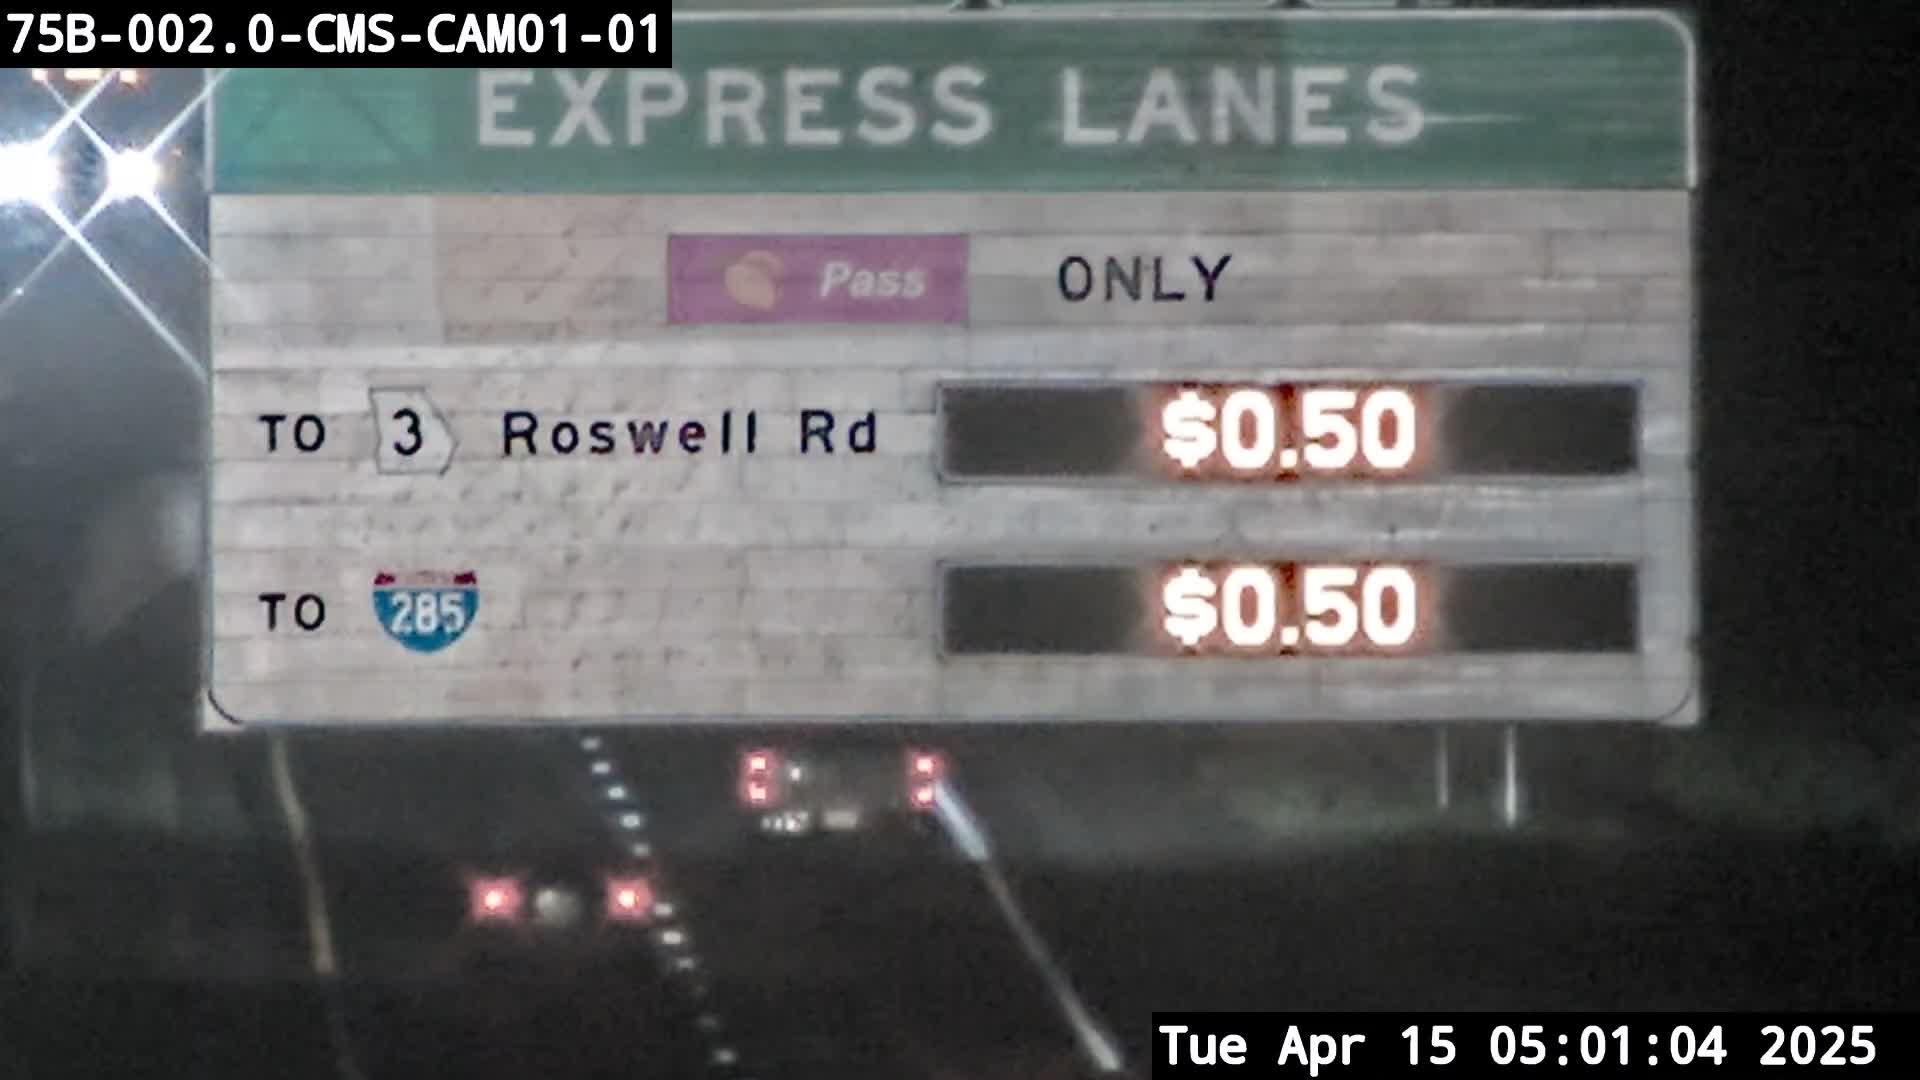 75B-002.0-CMS-CAM01-01
EXPRESS LANES
Pass ONLY
TO 3 Roswell Rd $0.50
TO 285 $0.50
Tue Apr 15 05:01:04 2025